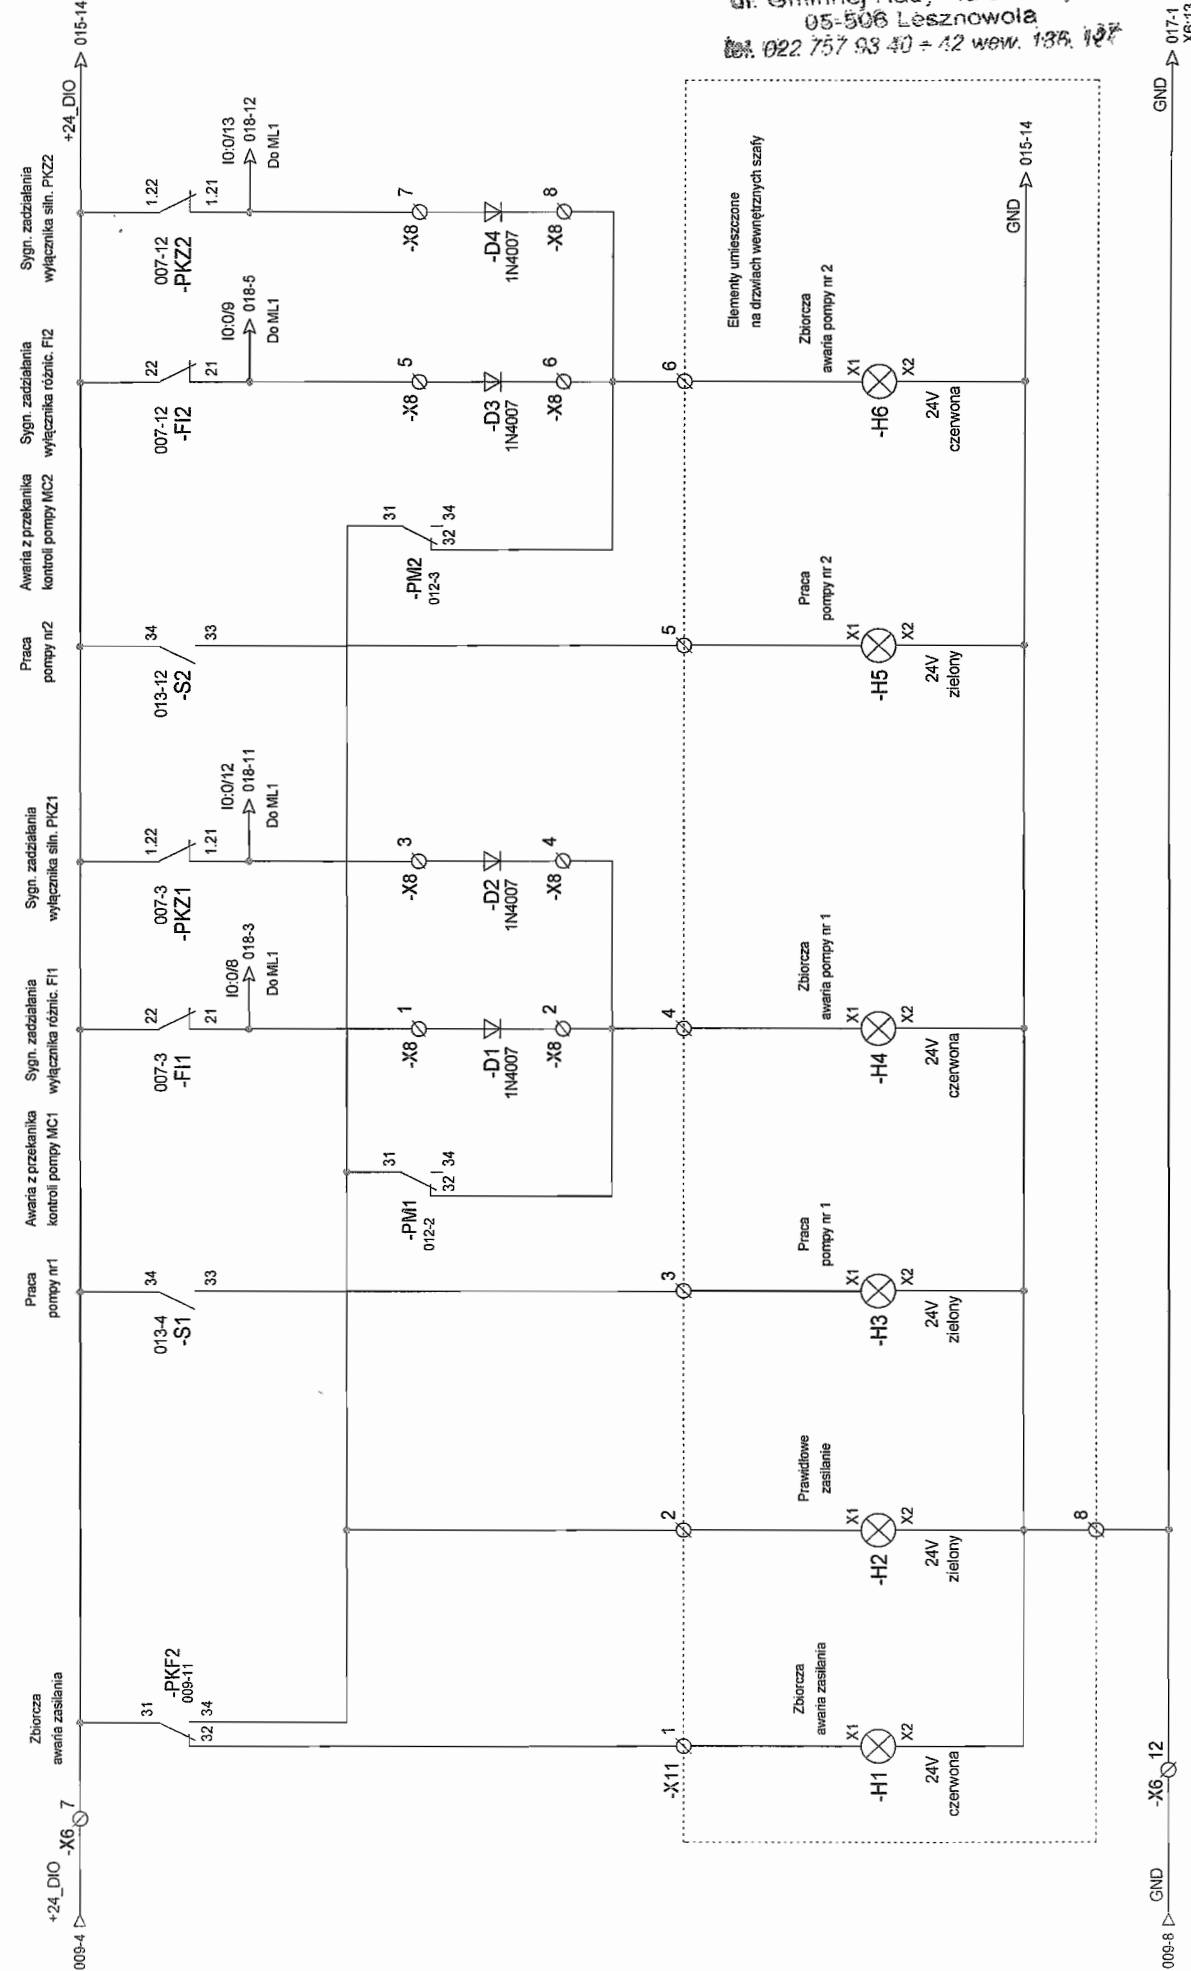 05-506 Lesznowola
tel. 022 757 93 40 ÷ 42 wew.
009-4
+24_DIO
-X6
7
Zbiorcza
awaria zasilania
31
32
34
-PKF2
009-11
Praca
pompy nr1
34
33
013-4
-S1
Awaria z przekanika
kontroli pompy MC1
31
32
34
-PM1
012-2
Sygn. zadziałania
wyłącznika różnic. FI1
22
21
007-3
-FI1
I0:0/8
018-3
Do ML1
Sygn. zadziałania
wyłącznika siln. PKZ1
1.22
1.21
007-3
-PKZ1
I0:0/12
018-11
Do ML1
Praca
pompy nr2
34
33
013-12
-S2
Awaria z przekanika
kontroli pompy MC2
31
32
34
-PM2
012-3
Sygn. zadziałania
wyłącznika różnic. FI2
22
21
007-12
-FI2
I0:0/9
018-5
Do ML1
Sygn. zadziałania
wyłącznika siln. PKZ2
1.22
1.21
007-12
-PKZ2
I0:0/13
018-12
Do ML1
+24_DIO
015-14
-X8
1
-D1
1N4007
-X8
2
-X8
3
-D2
1N4007
-X8
4
-X8
5
-D3
1N4007
-X8
6
-X8
7
-D4
1N4007
-X8
8
-X11
1
2
3
4
5
6
Elementy umieszczone
na drzwiach wewnętrznych szafy
Zbiorcza
awaria zasilania
X1
-H1
X2
24V
czerwona
Prawidłowe
zasilanie
X1
-H2
X2
24V
zielony
Praca
pompy nr 1
X1
-H3
X2
24V
zielony
Zbiorcza
awaria pompy nr 1
X1
-H4
X2
24V
czerwona
Praca
pompy nr 2
X1
-H5
X2
24V
zielony
Zbiorcza
awaria pompy nr 2
X1
-H6
X2
24V
czerwona
GND
015-14
8
009-8
GND
-X6
12
GND
017-1
X6:13